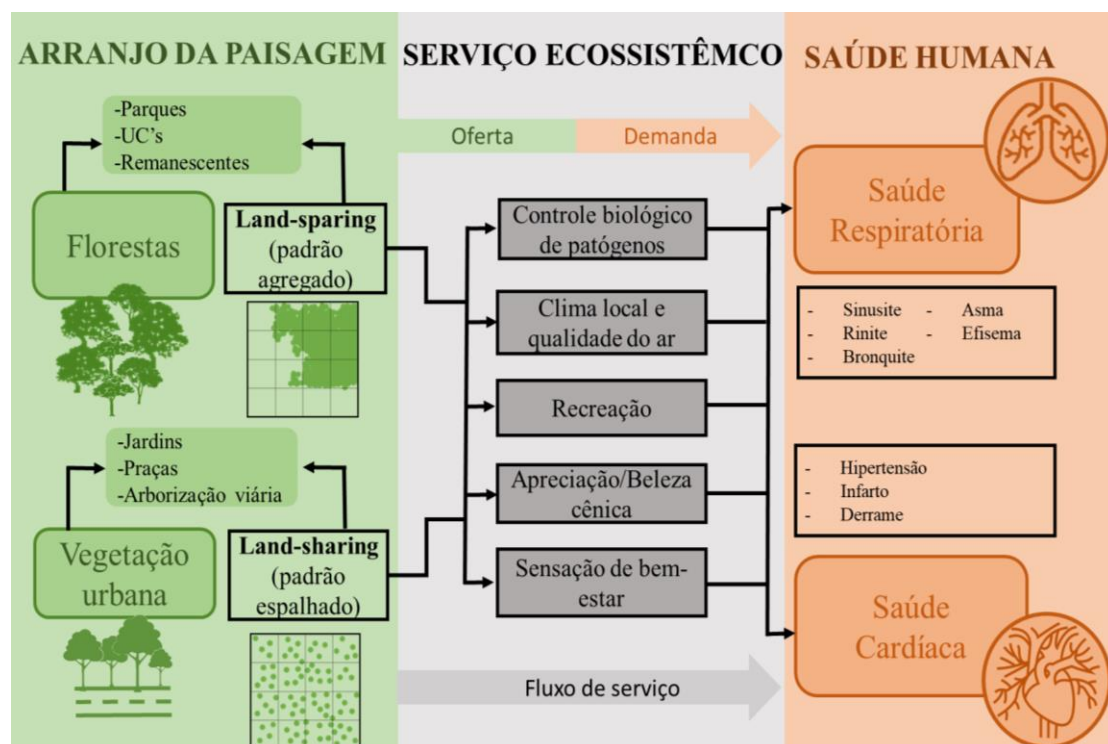 ARRANJO DA PAISAGEM
-Parques
-UC's
-Remanescentes
Florestas
Land-sparing
(padrão
agregado)
-Jardins
-Praças
-Arborização viária
Vegetação
urbana
Land-sharing
(padrão
espalhado)
SERVIÇO ECOSSISTÊMCO
Oferta
Demanda
Controle biológico
de patógenos
Clima local e
qualidade do ar
Recreação
Apreciação/Beleza
cênica
Sensação de bem-
estar
Fluxo de serviço
SAÚDE HUMANA
Saúde
Respiratória
- Sinusite - Asma
- Rinite - Efisema
- Bronquite
- Hipertensão
- Infarto
- Derrame
Saúde
Cardíaca